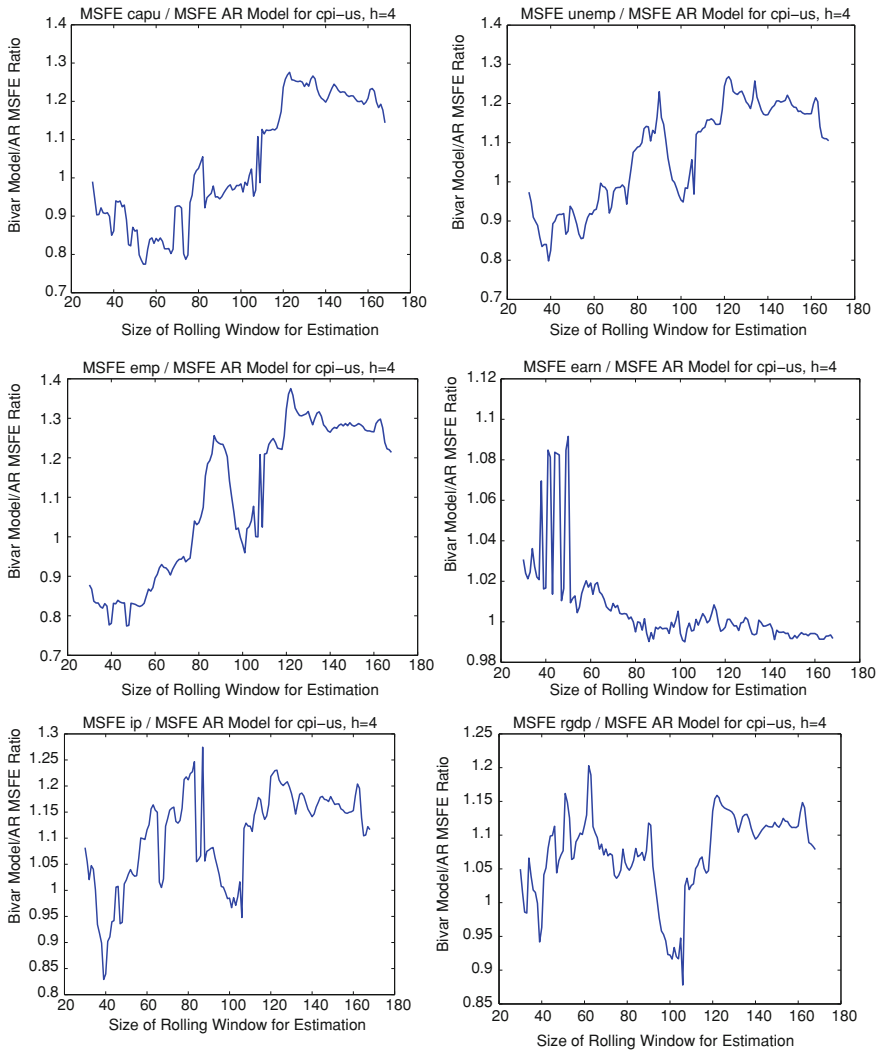 MSFE capu / MSFE AR Model for cpi−us, h=4
Bivar Model/AR MSFE Ratio
1.4
1.3
1.2
1.1
1
0.9
0.8
0.7
20 40 60 80 100 120 140 160 180
Size of Rolling Window for Estimation
MSFE unemp / MSFE AR Model for cpi−us, h=4
Bivar Model/AR MSFE Ratio
1.4
1.3
1.2
1.1
1
0.9
0.8
0.7
20 40 60 80 100 120 140 160 180
Size of Rolling Window for Estimation
MSFE emp / MSFE AR Model for cpi−us, h=4
Bivar Model/AR MSFE Ratio
1.4
1.3
1.2
1.1
1
0.9
0.8
0.7
20 40 60 80 100 120 140 160 180
Size of Rolling Window for Estimation
MSFE earn / MSFE AR Model for cpi−us, h=4
Bivar Model/AR MSFE Ratio
1.12
1.1
1.08
1.06
1.04
1.02
1
0.98
20 40 60 80 100 120 140 160 180
Size of Rolling Window for Estimation
MSFE ip / MSFE AR Model for cpi−us, h=4
Bivar Model/AR MSFE Ratio
1.3
1.25
1.2
1.15
1.1
1.05
1
0.95
0.9
0.85
0.8
20 40 60 80 100 120 140 160 180
Size of Rolling Window for Estimation
MSFE rgdp / MSFE AR Model for cpi−us, h=4
Bivar Model/AR MSFE Ratio
1.25
1.2
1.15
1.1
1.05
1
0.95
0.9
0.85
20 40 60 80 100 120 140 160 180
Size of Rolling Window for Estimation